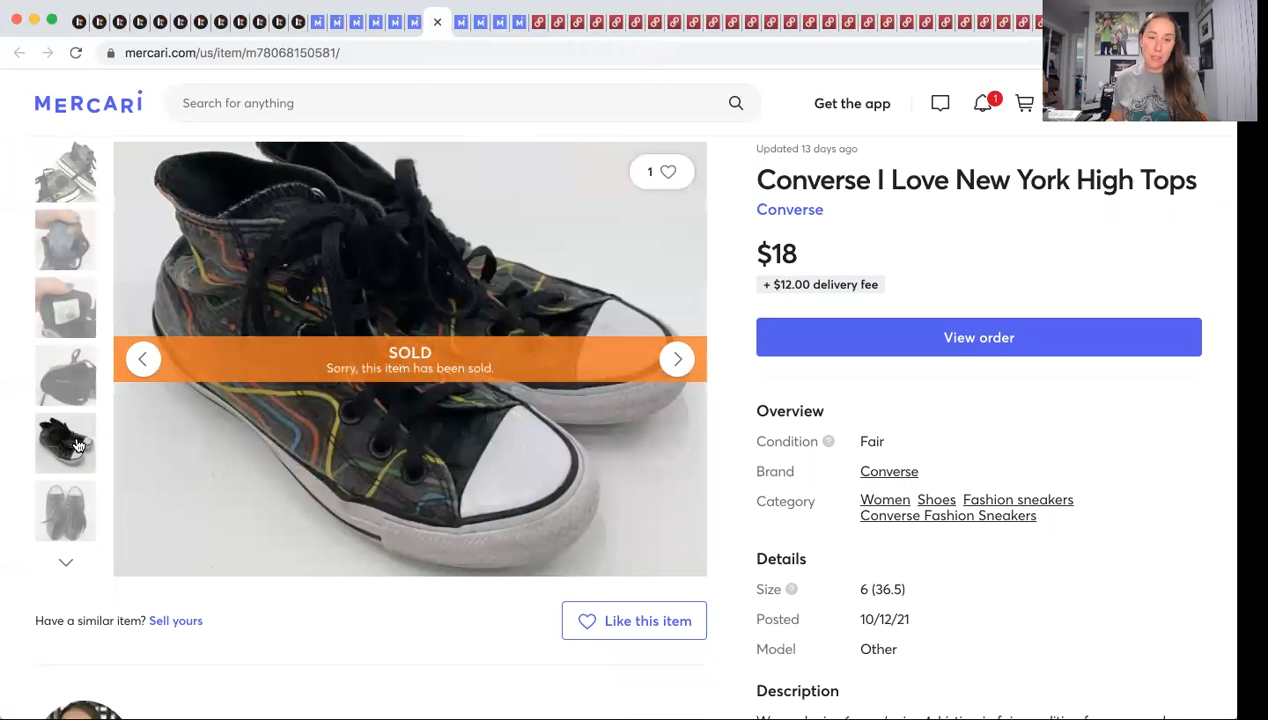 mercari.com/us/item/m78068150581/
MERCARI
Search for anything
Get the app
1
Updated 13 days ago
Converse I Love New York High Tops
Converse
$18
+ $12.00 delivery fee
View order
1
SOLD
Sorry, this item has been sold.
Overview
Condition ? Fair
Brand Converse
Category Women Shoes Fashion sneakers
Converse Fashion Sneakers
Details
Size ? 6 (36.5)
Posted 10/12/21
Model Other
Description
Have a similar item? Sell yours
Like this item